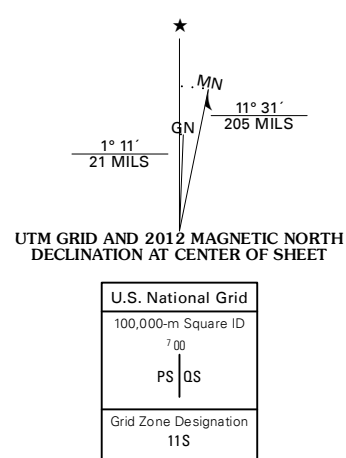 ★
MN
11° 31´
205 MILS
GN
1° 11´
21 MILS
UTM GRID AND 2012 MAGNETIC NORTH
DECLINATION AT CENTER OF SHEET
U.S. National Grid
100,000-m Square ID
7 00
PS QS
Grid Zone Designation
11S